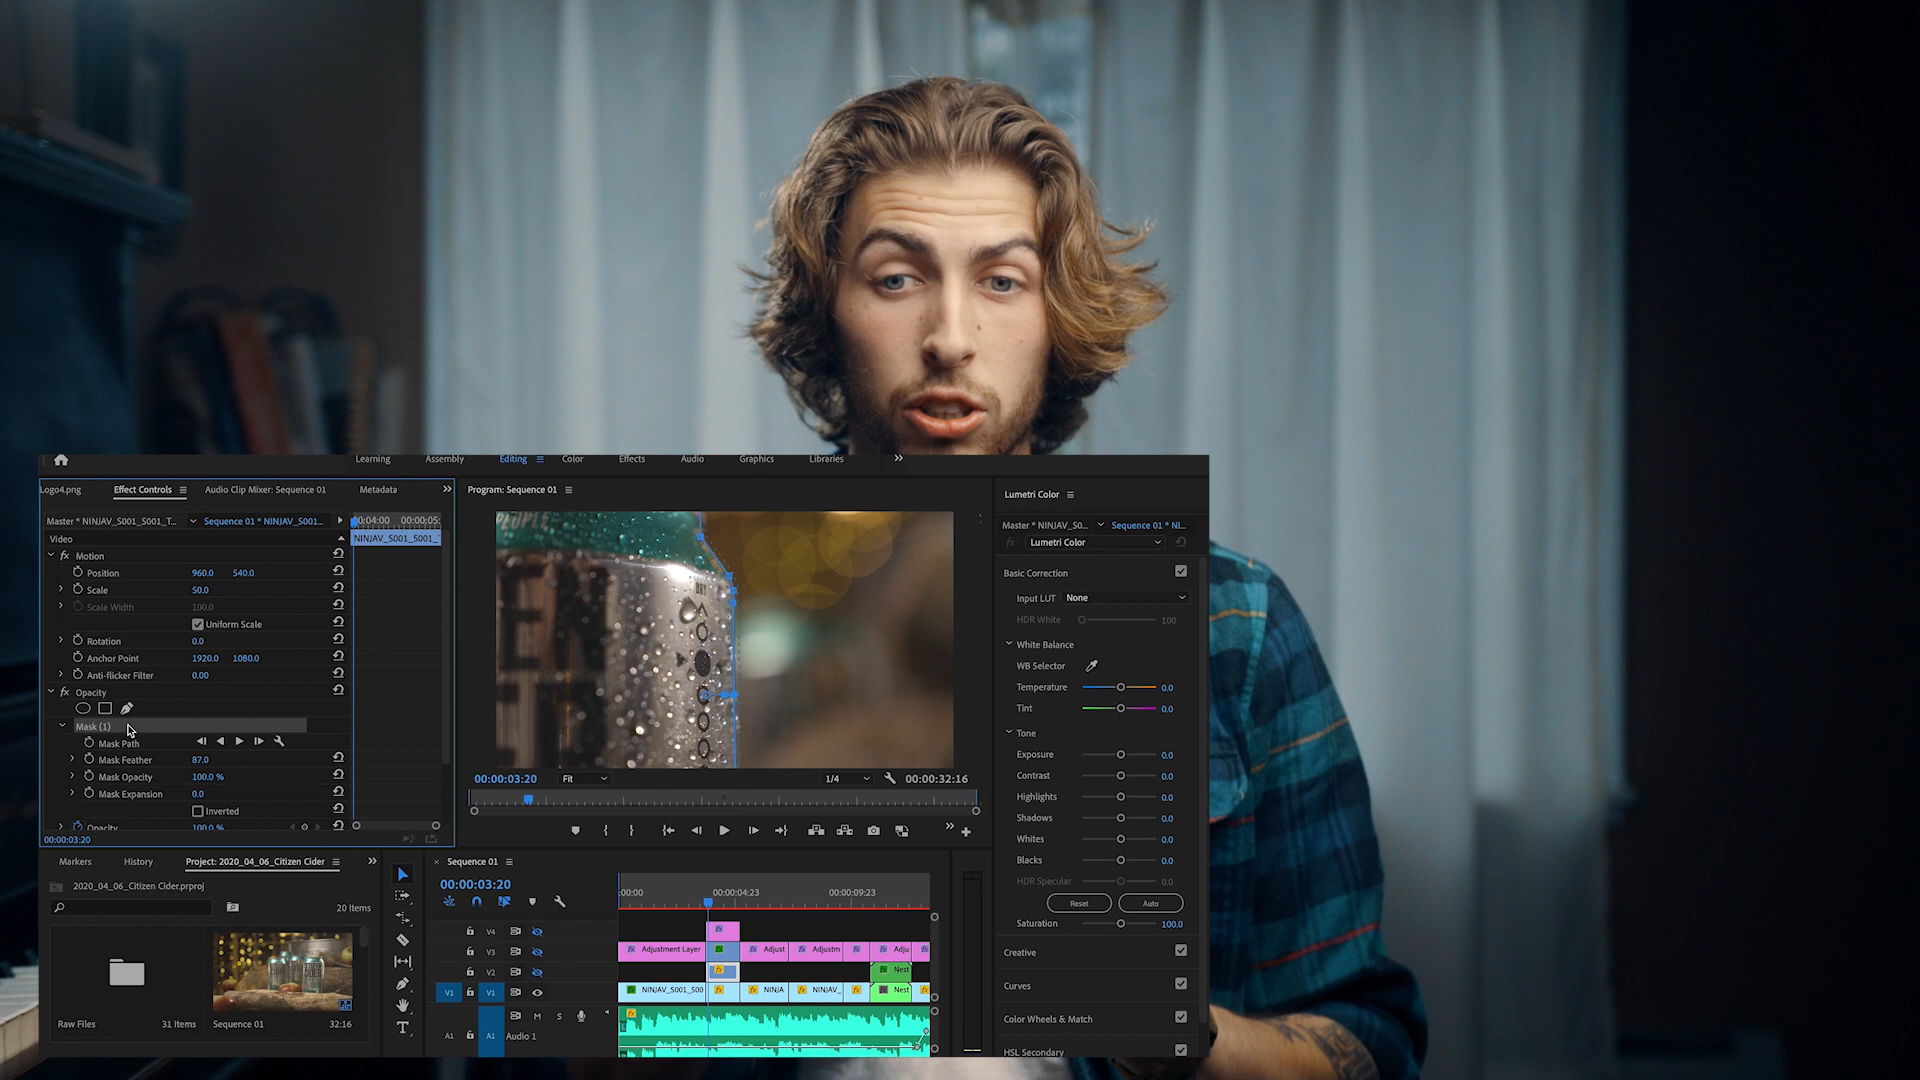 Learning Assembly Editing Color Effects Audio Graphics Libraries
Logo4.png Effect Controls Audio Clip Mixer: Sequence 01 Metadata
Master * NINJAV_S001_S001_T... Sequence 01 * NINJAV_S001...
00:04:00 00:00:05:
Video
NINJAV_S001_S001_
Motion
Position 960.0 540.0
Scale 50.0
Scale Width 100.0
Uniform Scale
Rotation 0.0
Anchor Point 1920.0 1080.0
Anti-flicker Filter 0.00
Opacity
Mask (1)
Mask Path
Mask Feather 87.0
Mask Opacity 100.0 %
Mask Expansion 0.0
Inverted
Opacity 100.0 %
00:00:03:20
Program: Sequence 01
PEOPLE
DRY
00:00:03:20 Fit 1/4 00:00:32:16
Lumetri Color
Master * NINJAV_S0... Sequence 01 * NI...
fx Lumetri Color
Basic Correction
Input LUT None
HDR White 100
White Balance
WB Selector
Temperature 0.0
Tint 0.0
Tone
Exposure 0.0
Contrast 0.0
Highlights 0.0
Shadows 0.0
Whites 0.0
Blacks 0.0
HDR Specular 0.0
Reset Auto
Saturation 100.0
Creative
Curves
Color Wheels & Match
HSL Secondary
Markers History Project: 2020_04_06_Citizen Cider
2020_04_06_Citizen Cider.prproj
20 Items
Raw Files 31 Items
CITIZEN CIDER
Sequence 01 32:16
Sequence 01
00:00:03:20
:00:00 00:00:04:23 00:00:09:23
V4
V3 Adjustment Layer Adjust Adjustm Adju
V2 Nest
V1 V1 NINJAV_S001_S00 NINJA NINJAV_ Nest
M S
A1 A1 Audio 1